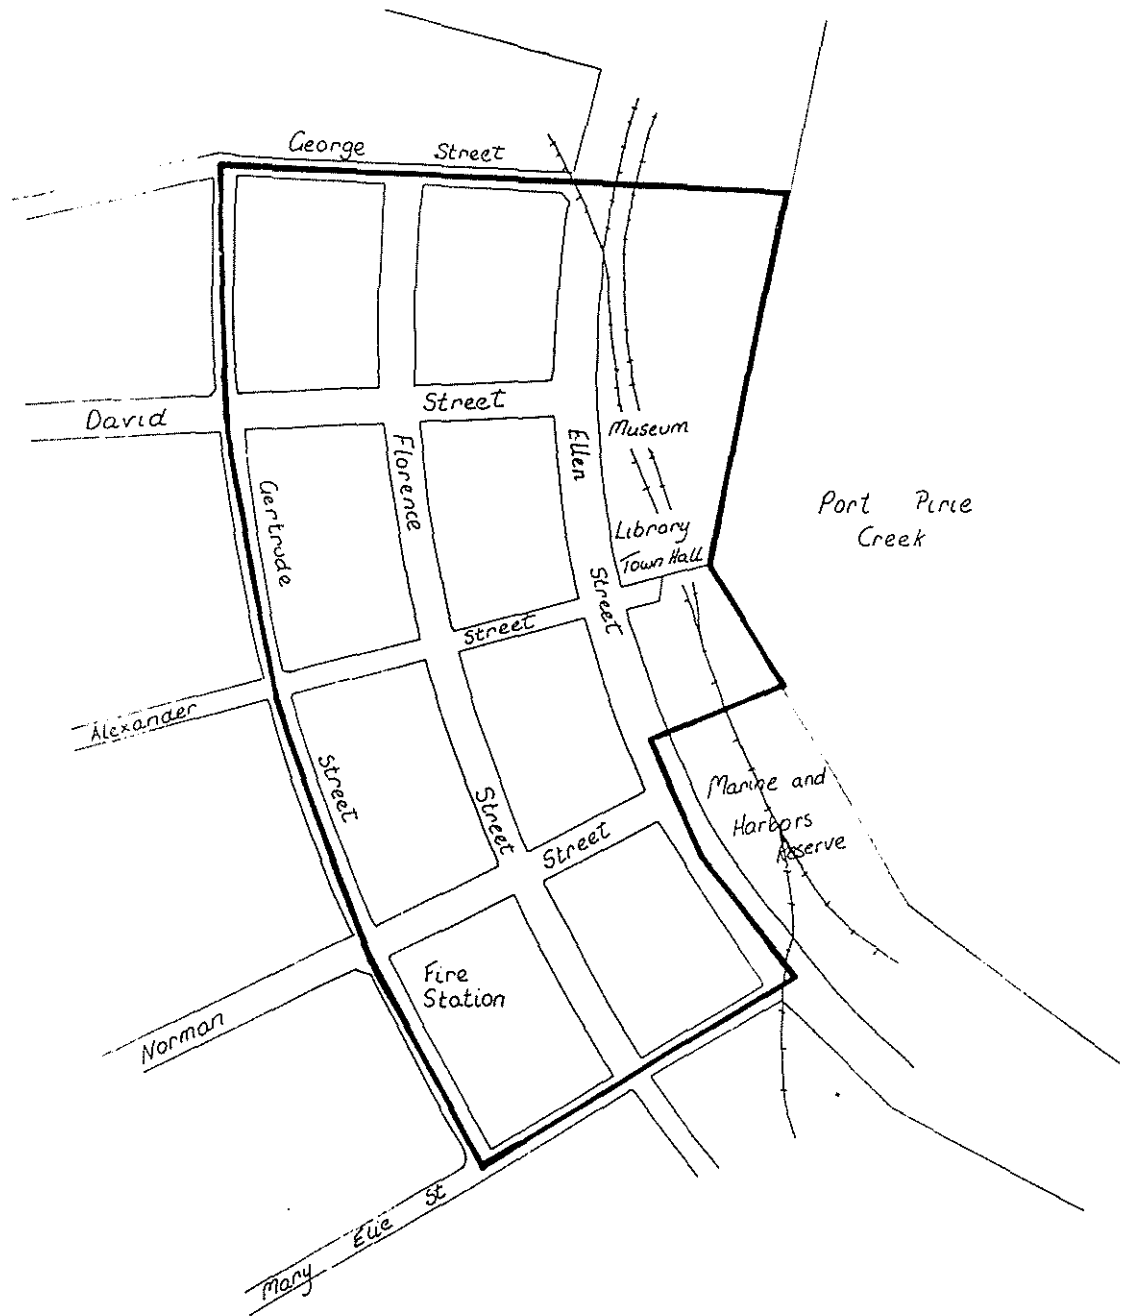 George Street
David Street
Florence
Ellen
Museum
Gertrude
Port Pirie
Creek
Library
Town Hall
Street
Street
Alexander
Street
Street
Marine and
Harbors
Reserve
Street
Fire
Station
Norman
Mary Elie St